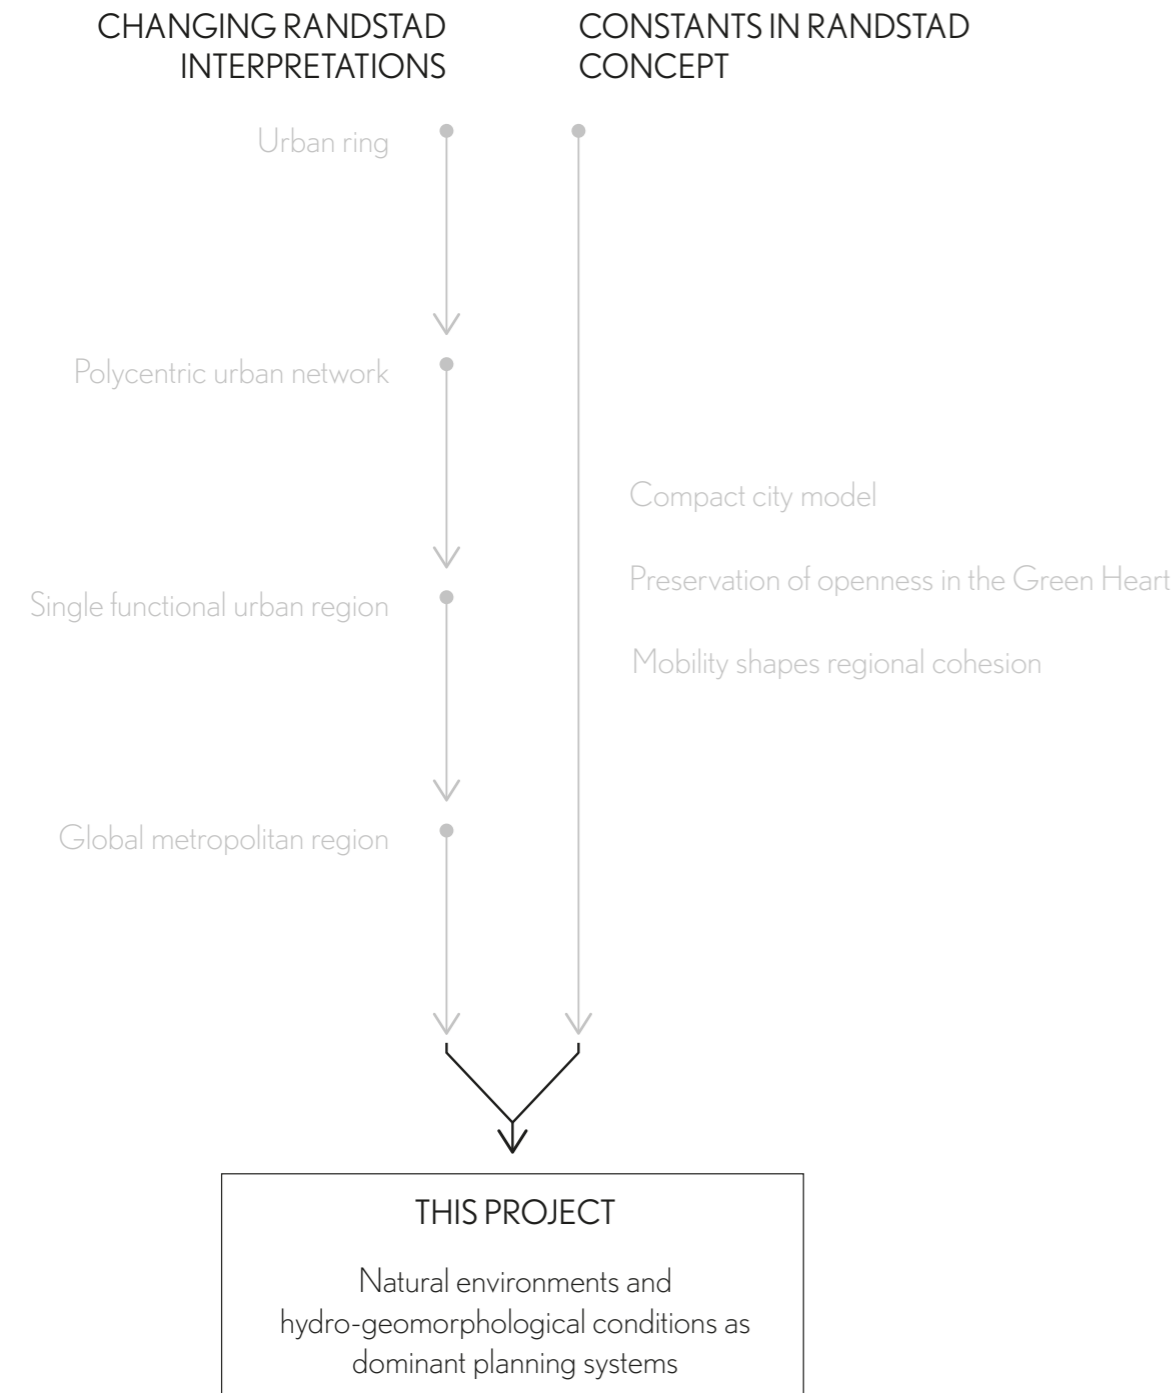 CHANGING RANDSTAD
INTERPRETATIONS
CONSTANTS IN RANDSTAD
CONCEPT
Urban ring
Polycentric urban network
Single functional urban region
Global metropolitan region
Compact city model
Preservation of openness in the Green Heart
Mobility shapes regional cohesion
THIS PROJECT
Natural environments and
hydro-geomorphological conditions as
dominant planning systems